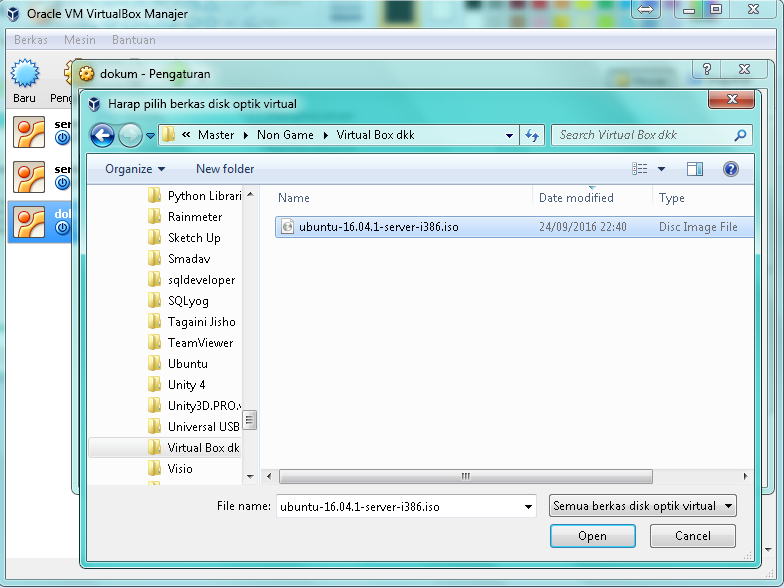 Oracle VM VirtualBox Manajer
Berkas Mesin Bantuan
Baru
dokum - Pengaturan
?
Harap pilih berkas disk optik virtual
« Master Non Game Virtual Box dkk
Search Virtual Box dkk
Organize New folder
?
Python Librari
Rainmeter
Sketch Up
Smadav
sqldeveloper
SQLyog
Tagaini Jisho
TeamViewer
Ubuntu
Unity 4
Unity3D.PRO.
Universal USB
Virtual Box dk
Visio
Name Date modified Type
ubuntu-16.04.1-server-i386.iso 24/09/2016 22:40 Disc Image File
File name: ubuntu-16.04.1-server-i386.iso Semua berkas disk optik virtual
Open Cancel